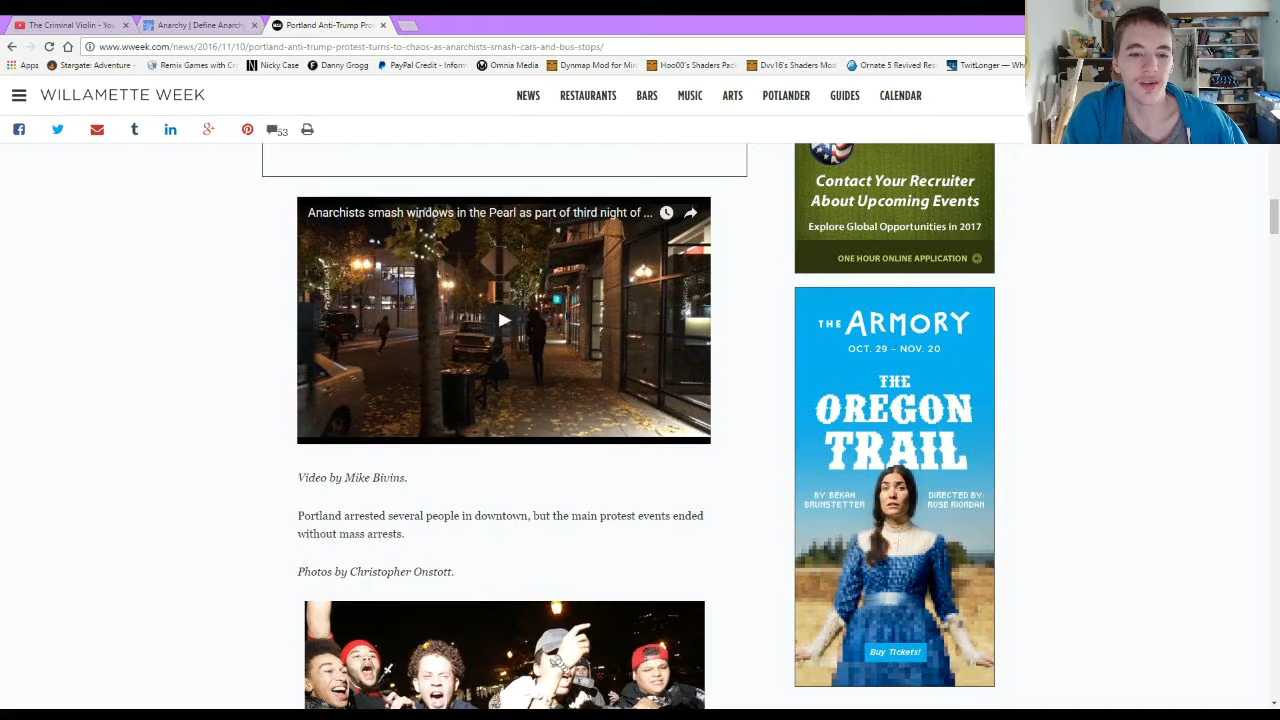 The Criminal Violin - You
Anarchy | Define Anarchy
Portland Anti-Trump Pro
www.wweek.com/news/2016/11/10/portland-anti-trump-protest-turns-to-chaos-as-anarchists-smash-cars-and-bus-stops/
Apps Stargate: Adventure - Remix Games with Cr Nicky Case Danny Grogg PayPal Credit - Inform Omnis Media Dynmap Mod for Min Hoo00's Shaders Pack Dvv16's Shaders Mod Ornate 5 Revived Res TwitLonger — Wh
WILLAMETTE WEEK
NEWS RESTAURANTS BARS MUSIC ARTS POTLANDER GUIDES CALENDAR
53
Contact Your Recruiter
About Upcoming Events
Explore Global Opportunities in 2017
ONE HOUR ONLINE APPLICATION
Anarchists smash windows in the Pearl as part of third night of ...
Video by Mike Bivins.
Portland arrested several people in downtown, but the main protest events ended
without mass arrests.
Photos by Christopher Onstott.
THE ARMORY
OCT. 29 – NOV. 20
THE
OREGON
TRAIL
BY BEKAH
BRUNSTETTER
DIRECTED BY:
ROSE RIORDAN
Buy Tickets!